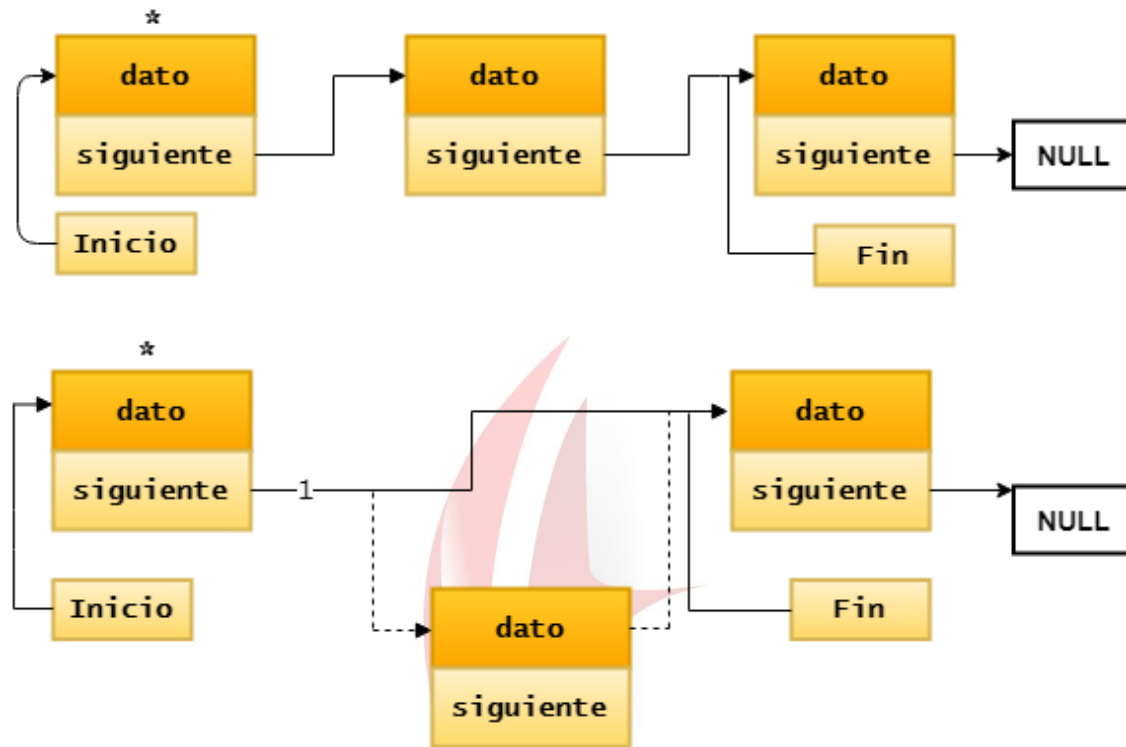 *
dato
dato
dato
siguiente
siguiente
siguiente
NULL
Inicio
Fin
*
dato
dato
siguiente
1
siguiente
NULL
Inicio
Fin
dato
siguiente